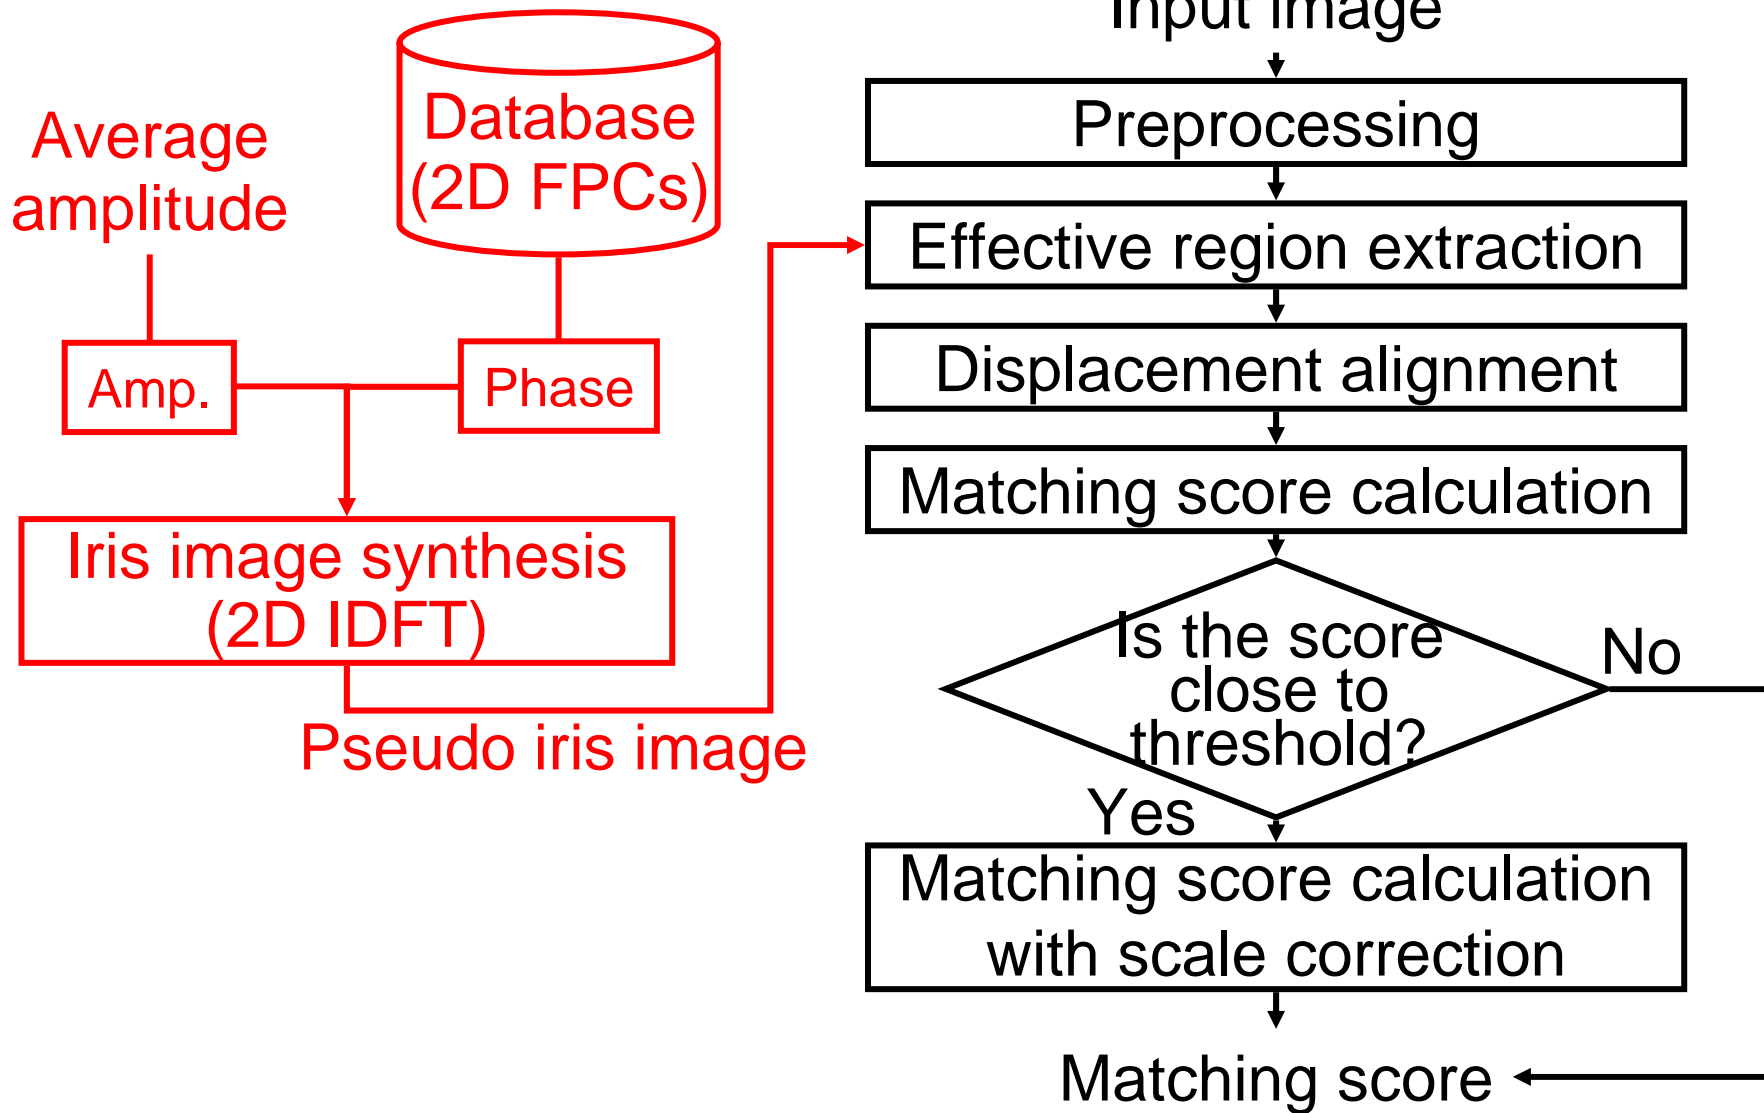 Average
amplitude
Database
(2D FPCs)
Amp.
Phase
Iris image synthesis
(2D IDFT)
Pseudo iris image
Input image
Preprocessing
Effective region extraction
Displacement alignment
Matching score calculation
Is the score
close to
threshold?
No
Yes
Matching score calculation
with scale correction
Matching score